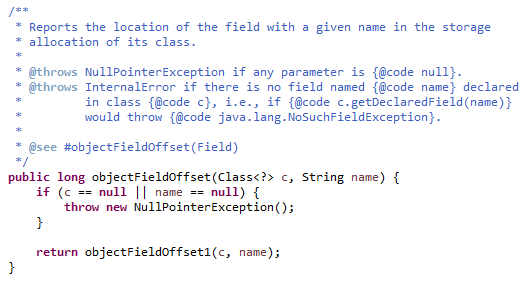 /**
 * Reports the location of the field with a given name in the storage
 * allocation of its class.
 *
 * @throws NullPointerException if any parameter is {@code null}.
 * @throws InternalError if there is no field named {@code name} declared
 *         in class {@code c}, i.e., if {@code c.getDeclaredField(name)}
 *         would throw {@code java.lang.NoSuchFieldException}.
 *
 * @see #objectFieldOffset(Field)
 */
public long objectFieldOffset(Class<?> c, String name) {
    if (c == null || name == null) {
        throw new NullPointerException();
    }

    return objectFieldOffset1(c, name);
}